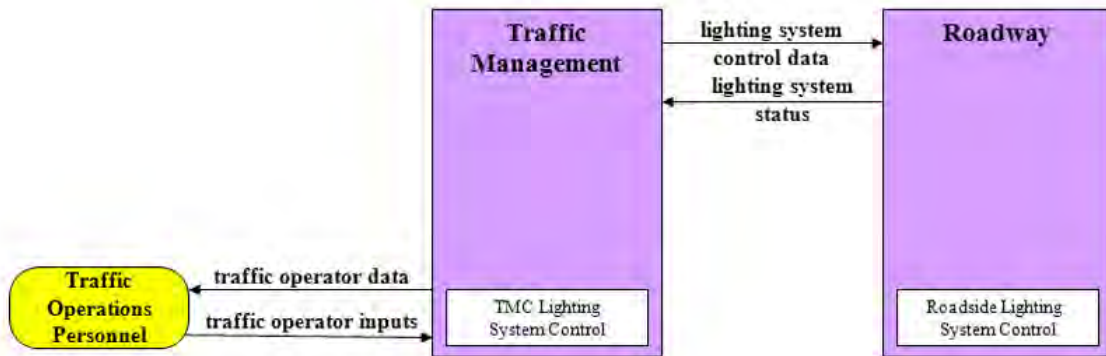 Traffic
Management
lighting system
control data
lighting system
status
Roadway
traffic operator data
traffic operator inputs
Traffic
Operations
Personnel
TMC Lighting
System Control
Roadside Lighting
System Control